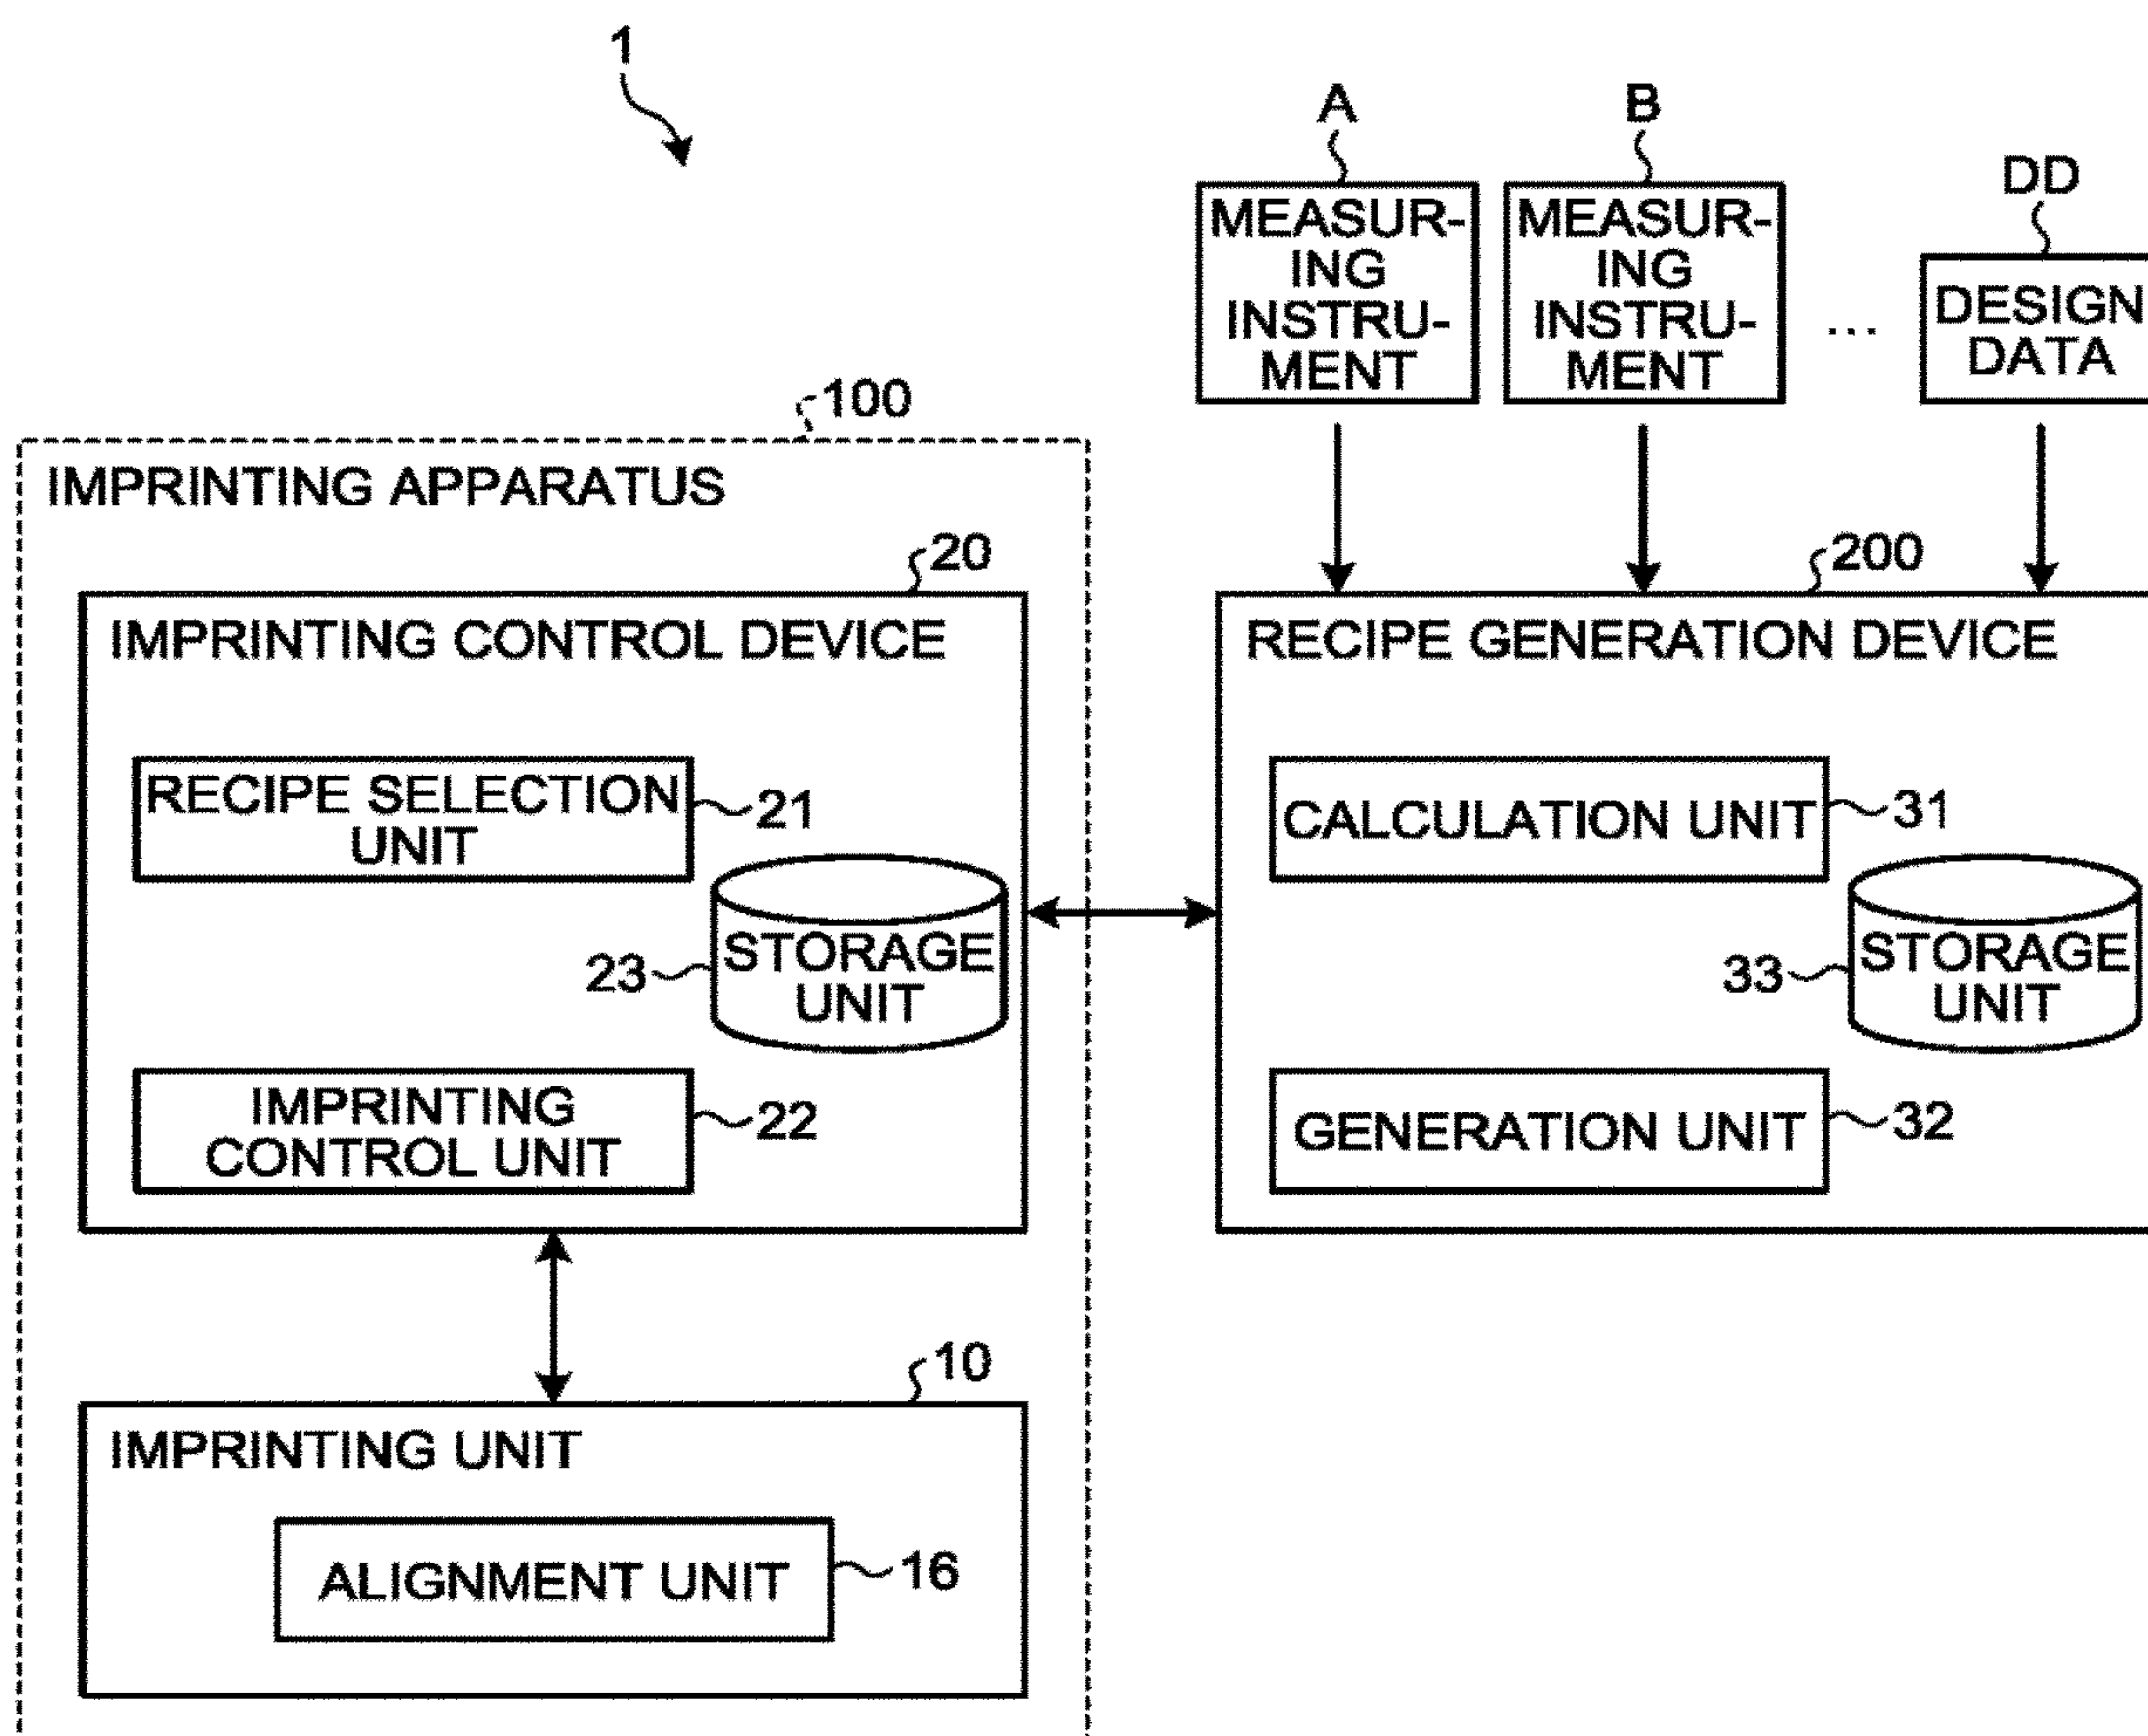 1
A
B
DD
MEASUR-
ING
INSTRU-
MENT
MEASUR-
ING
INSTRU-
MENT
...
DESIGN
DATA
100
IMPRINTING APPARATUS
20
IMPRINTING CONTROL DEVICE
RECIPE SELECTION
UNIT
21
23
STORAGE
UNIT
IMPRINTING
CONTROL UNIT
22
200
RECIPE GENERATION DEVICE
CALCULATION UNIT
31
33
STORAGE
UNIT
GENERATION UNIT
32
10
IMPRINTING UNIT
ALIGNMENT UNIT
16